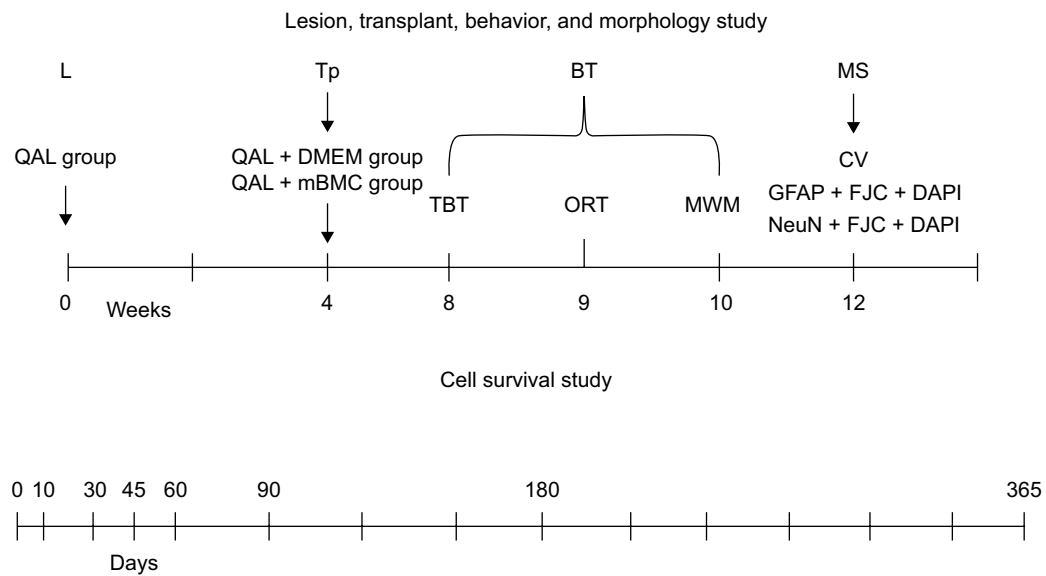 Lesion, transplant, behavior, and morphology study
L Tp BT MS
QAL group
QAL + DMEM group
QAL + mBMC group
TBT ORT MWM
CV
GFAP + FJC + DAPI
NeuN + FJC + DAPI
0 4 8 9 10 12
Weeks
Cell survival study
0 10 30 45 60 90 180 365
Days